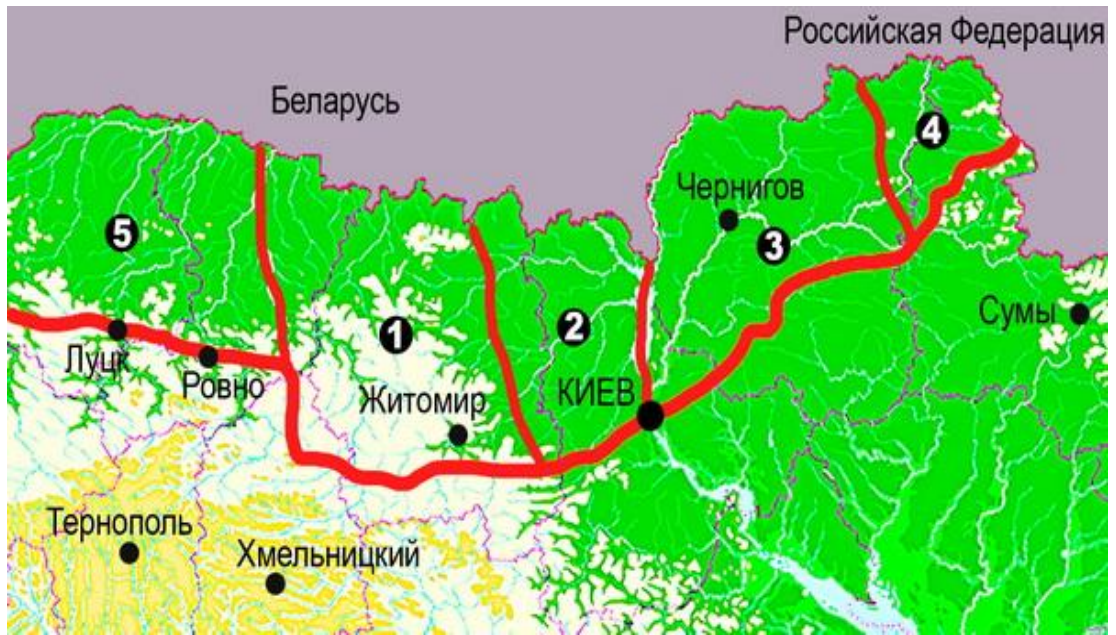 Российская Федерация
Беларусь
4
Чернигов
5
3
Сумы
1
2
Луцк
Ровно
Житомир
КИЕВ
Тернополь
Хмельницкий